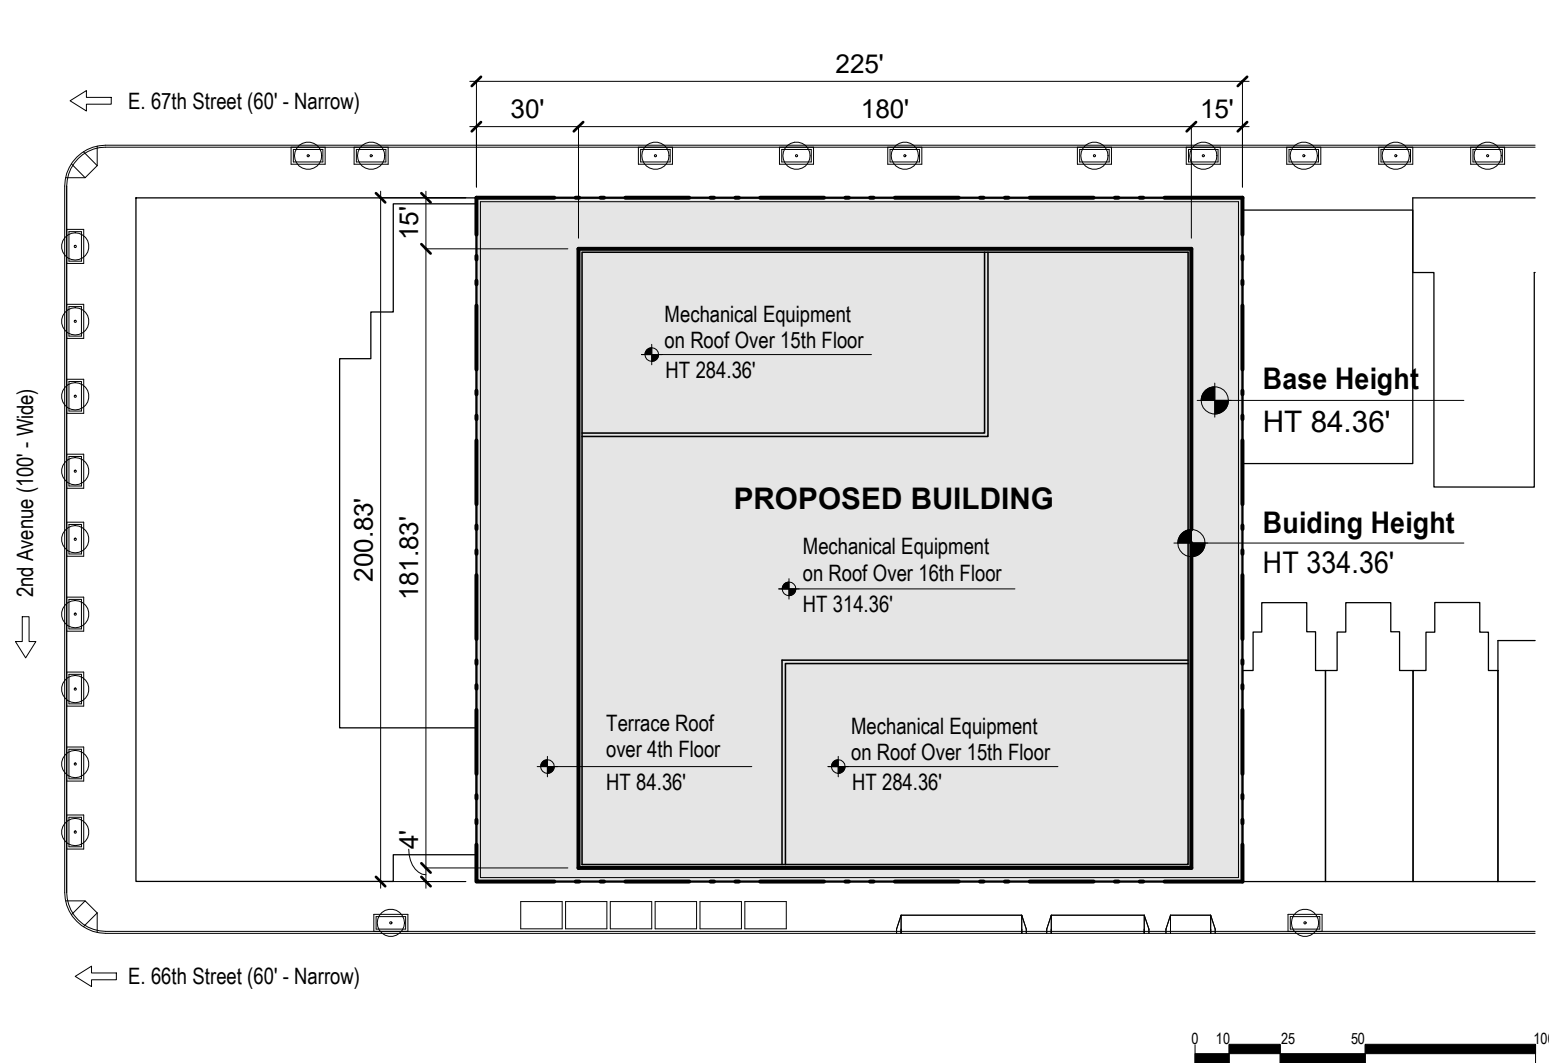 225'
E. 67th Street (60' - Narrow)
30'
180'
15'
15'
Mechanical Equipment
on Roof Over 15th Floor
HT 284.36'
Base Height
HT 84.36'
2nd Avenue (100' - Wide)
200.83'
181.83'
PROPOSED BUILDING
Buiding Height
HT 334.36'
Mechanical Equipment
on Roof Over 16th Floor
HT 314.36'
Terrace Roof
over 4th Floor
HT 84.36'
Mechanical Equipment
on Roof Over 15th Floor
HT 284.36'
4'
E. 66th Street (60' - Narrow)
0 10 25 50